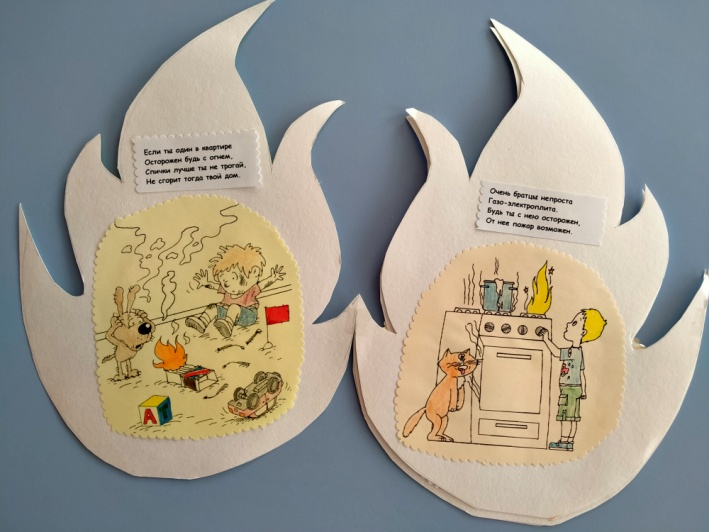 Если ты один в квартире
Осторожен будь с огнем,
Спички лучше ты не трогай,
Не сгорит тогда твой дом.
Очень братцы непроста
Газо-электроплита.
Будь ты с нею осторожен,
От нее пожар возможен.
А